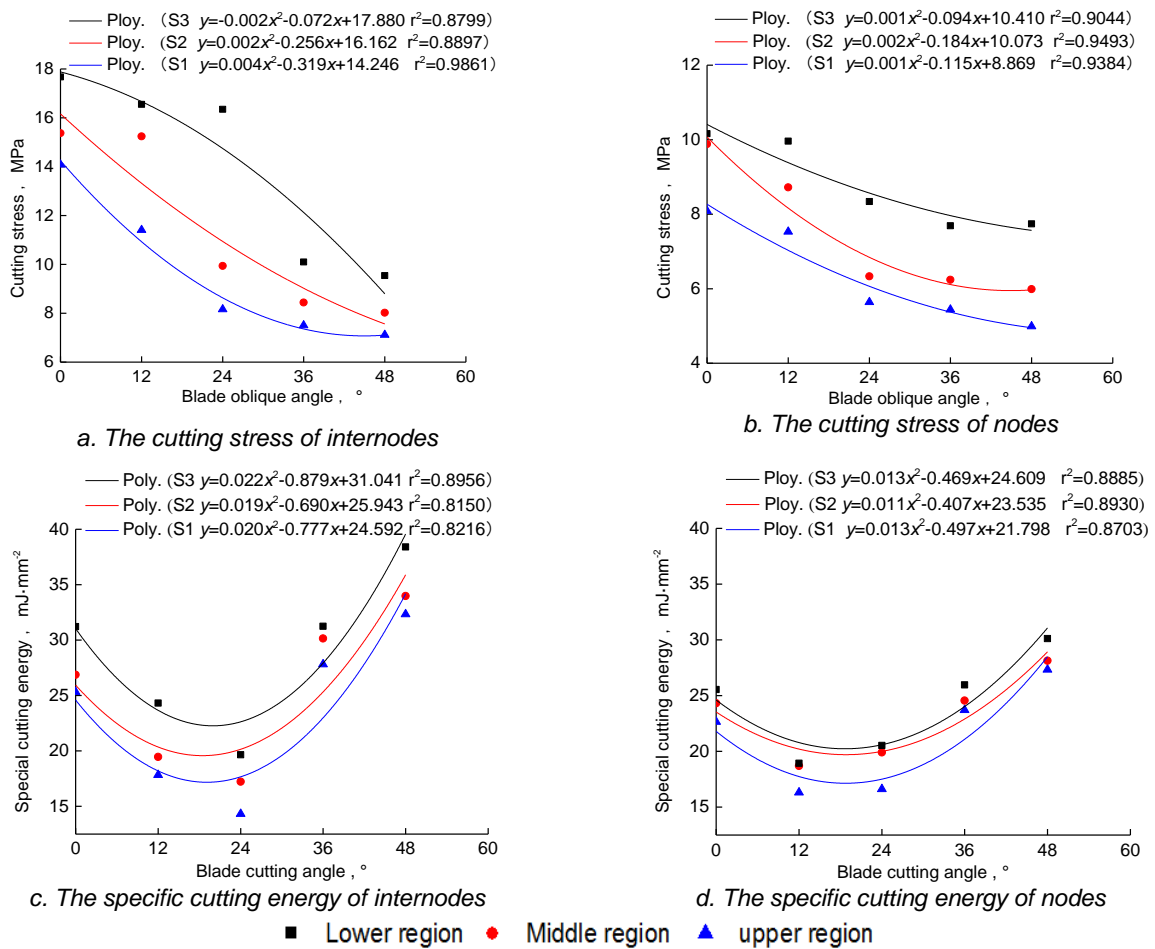 Ploy. （S3 y=-0.002x²-0.072x+17.880 r²=0.8799）
Ploy. （S2 y=0.002x²-0.256x+16.162 r²=0.8897）
Ploy. （S1 y=0.004x²-0.319x+14.246 r²=0.9861）
18
16
14
12
10
8
6
Cutting stress , MPa
0 12 24 36 48 60
Blade oblique angle , °
a. The cutting stress of internodes
Ploy. （S3 y=0.001x²-0.094x+10.410 r²=0.9044）
Ploy. （S2 y=0.002x²-0.184x+10.073 r²=0.9493）
Ploy. （S1 y=0.001x²-0.115x+8.869 r²=0.9384）
12
10
8
6
4
Cutting stress , MPa
0 12 24 36 48 60
Blade oblique angle , °
b. The cutting stress of nodes
Poly. （S3 y=0.022x²-0.879x+31.041 r²=0.8956）
Poly. （S2 y=0.019x²-0.690x+25.943 r²=0.8150）
Poly. （S1 y=0.020x²-0.777x+24.592 r²=0.8216）
40
35
30
25
20
15
Special cutting energy , mJ·mm⁻²
0 12 24 36 48 60
Blade cutting angle , °
c. The specific cutting energy of internodes
Ploy. （S3 y=0.013x²-0.469x+24.609 r²=0.8885）
Ploy. （S2 y=0.011x²-0.407x+23.535 r²=0.8930）
Ploy. （S1 y=0.013x²-0.497x+21.798 r²=0.8703）
40
35
30
25
20
15
Special cutting energy , mJ·mm⁻²
0 12 24 36 48 60
Blade cutting angle , °
d. The specific cutting energy of nodes
Lower region Middle region upper region